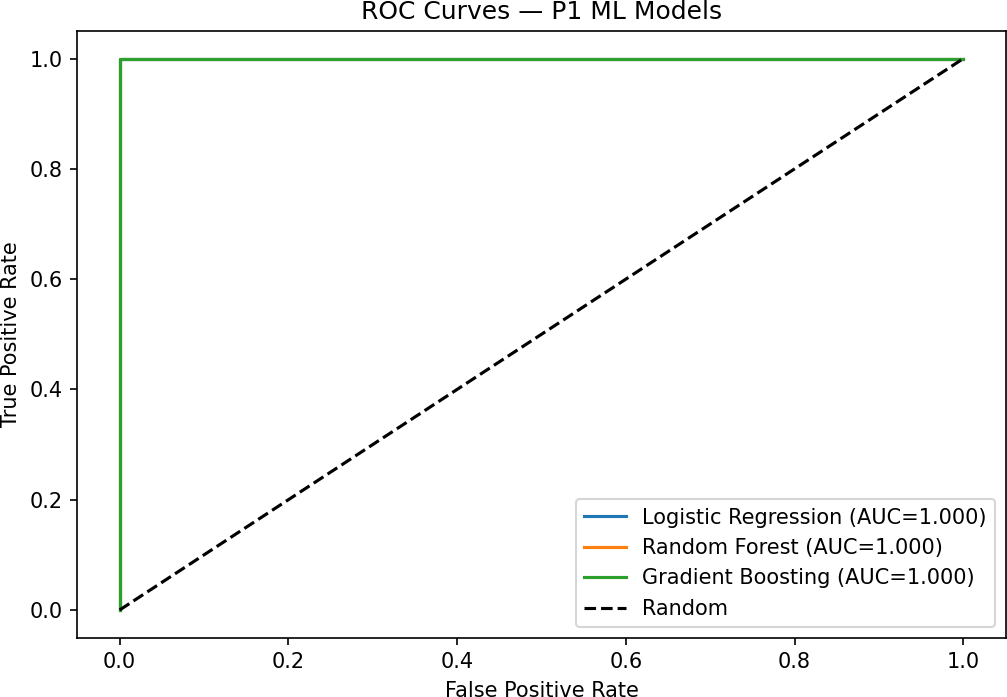 ROC Curves — P1 ML Models
True Positive Rate
1.0
0.8
0.6
0.4
0.2
0.0
Logistic Regression (AUC=1.000)
Random Forest (AUC=1.000)
Gradient Boosting (AUC=1.000)
Random
0.0 0.2 0.4 0.6 0.8 1.0
False Positive Rate